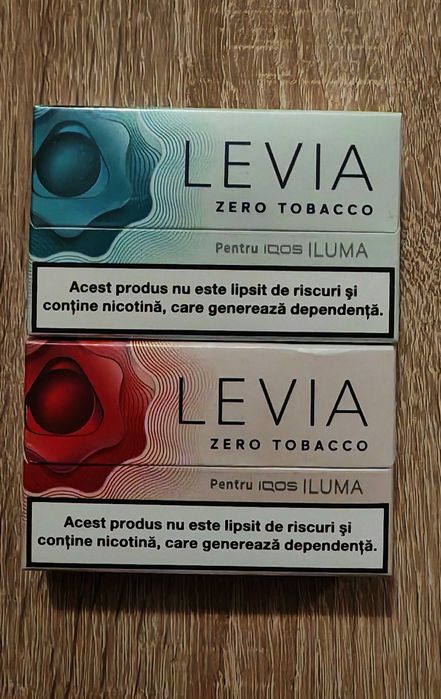 LEVIA
ZERO TOBACCO
Pentru IQOS ILUMA
Acest produs nu este lipsit de riscuri și
conține nicotină, care generează dependență.
LEVIA
ZERO TOBACCO
Pentru IQOS ILUMA
Acest produs nu este lipsit de riscuri și
conține nicotină, care generează dependență.